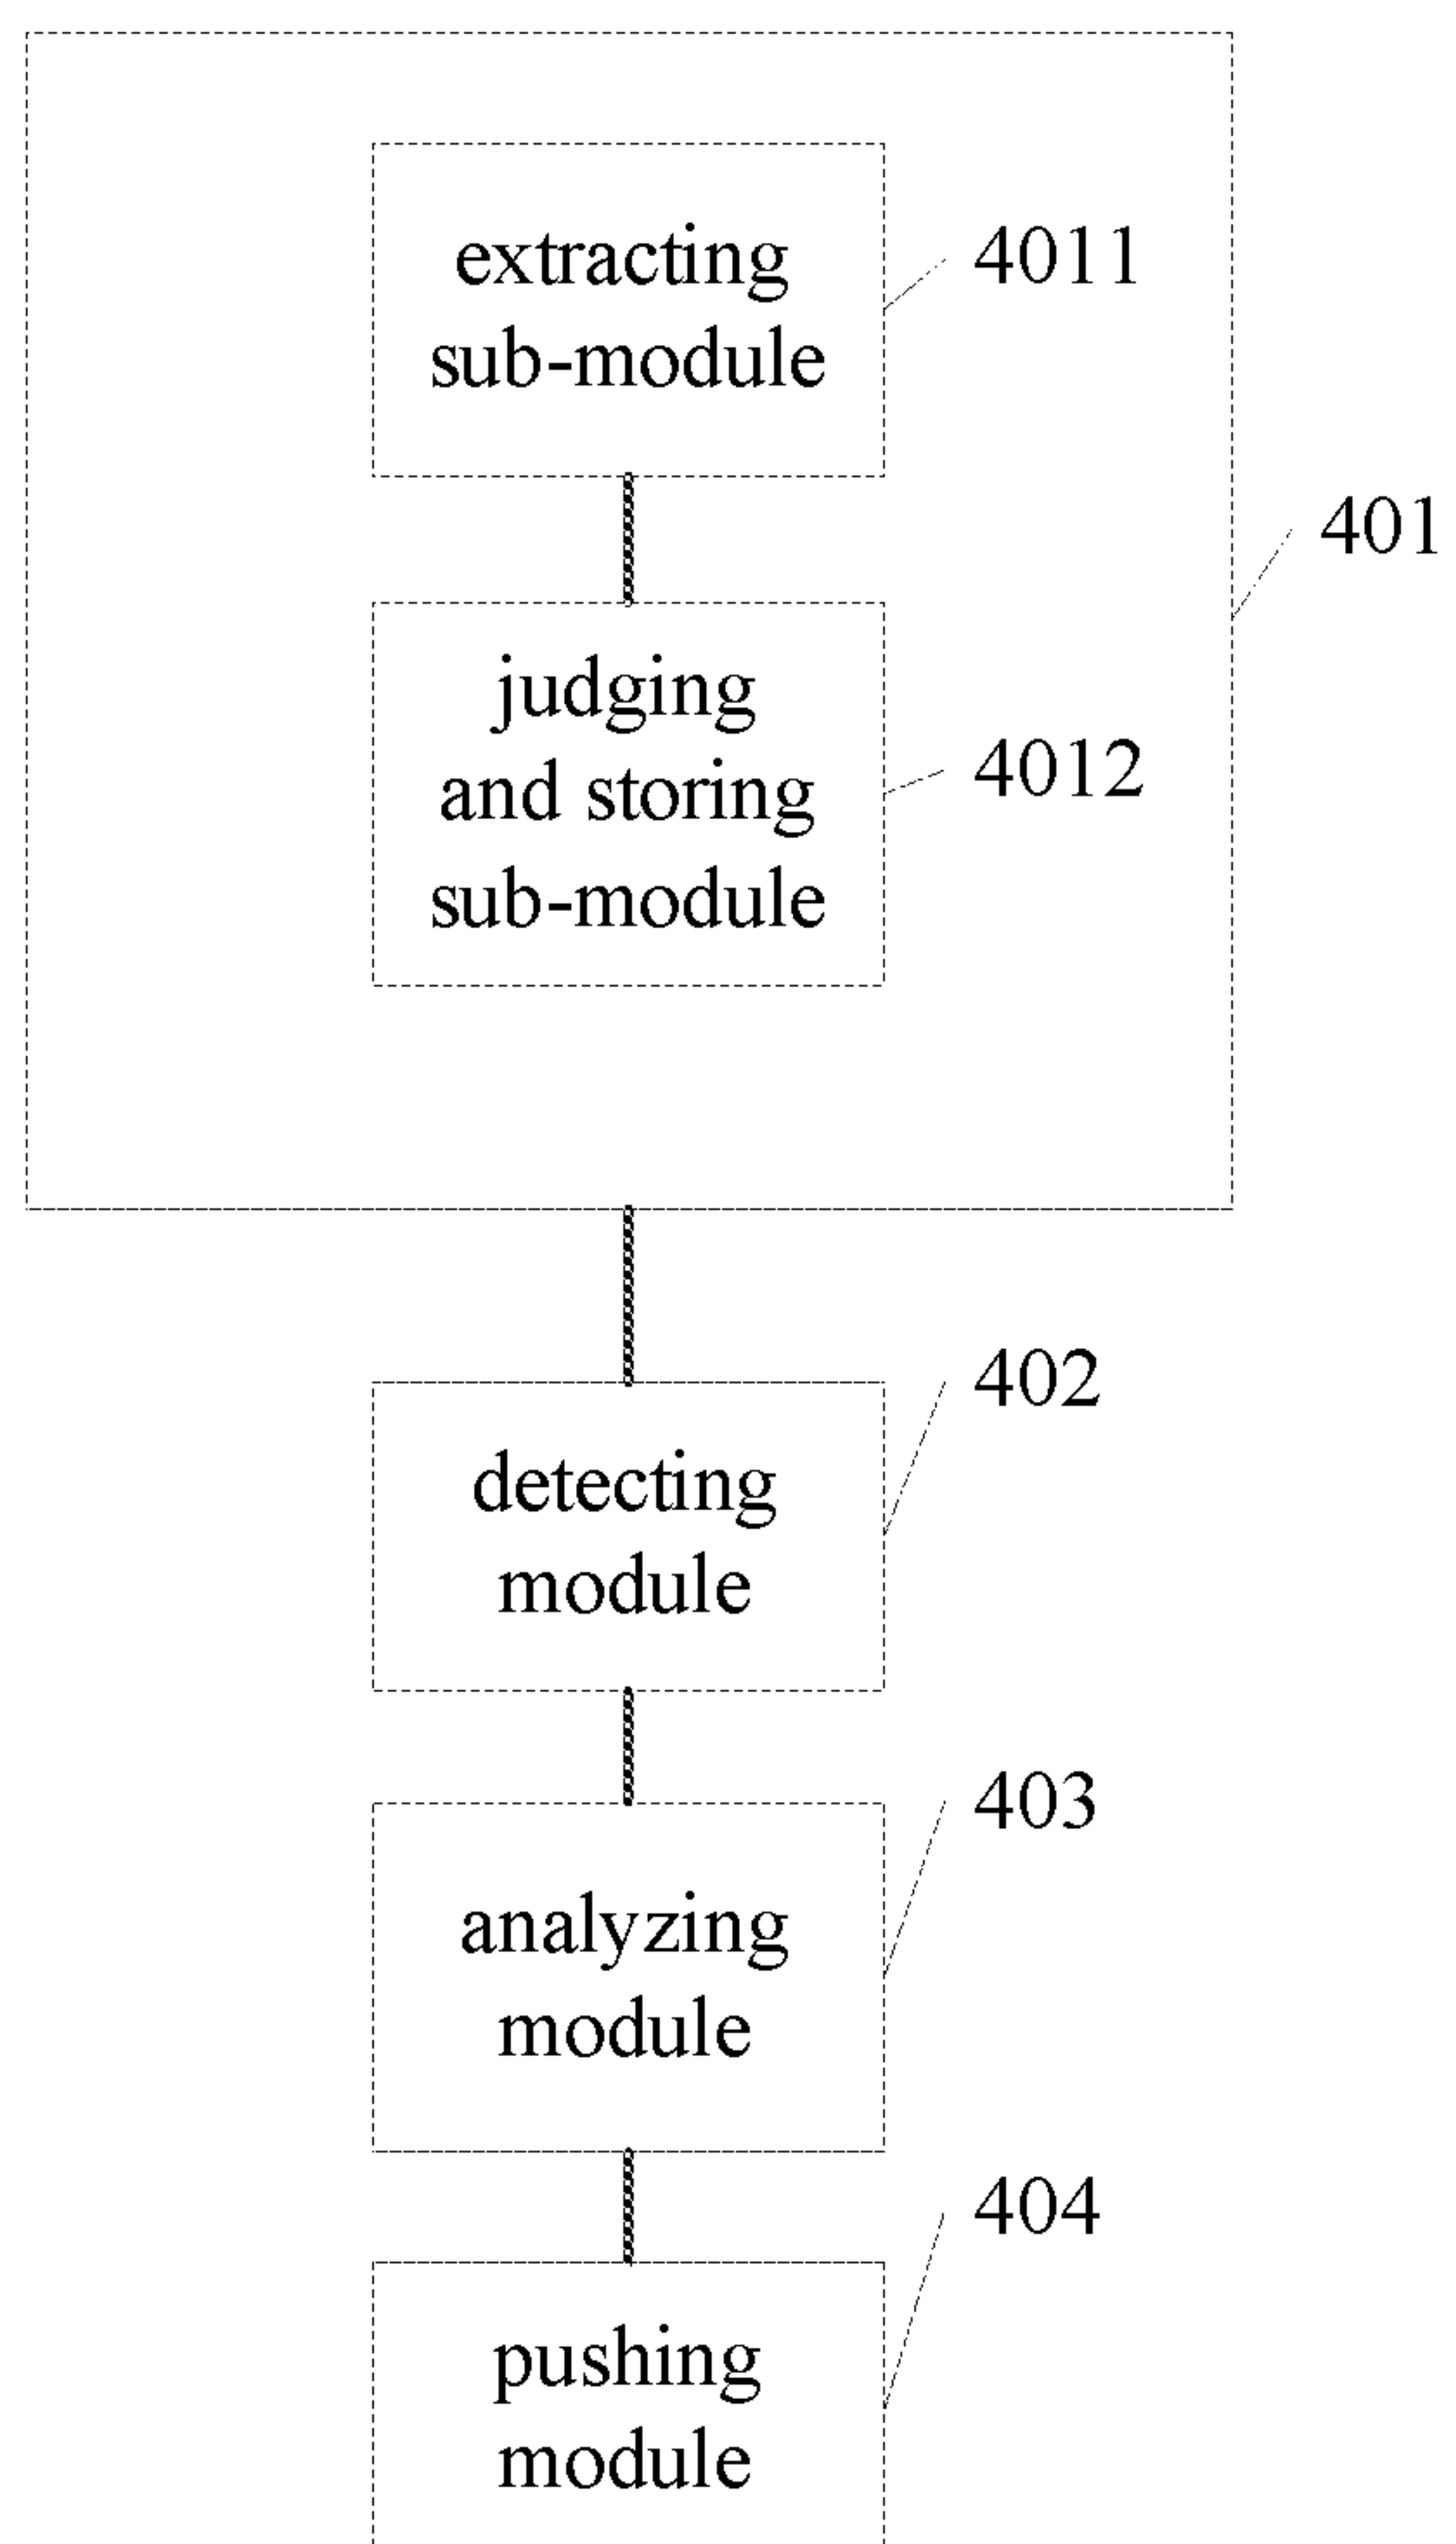 extracting
sub-module
4011
401
judging
and storing
sub-module
4012
402
detecting
module
403
analyzing
module
404
pushing
module